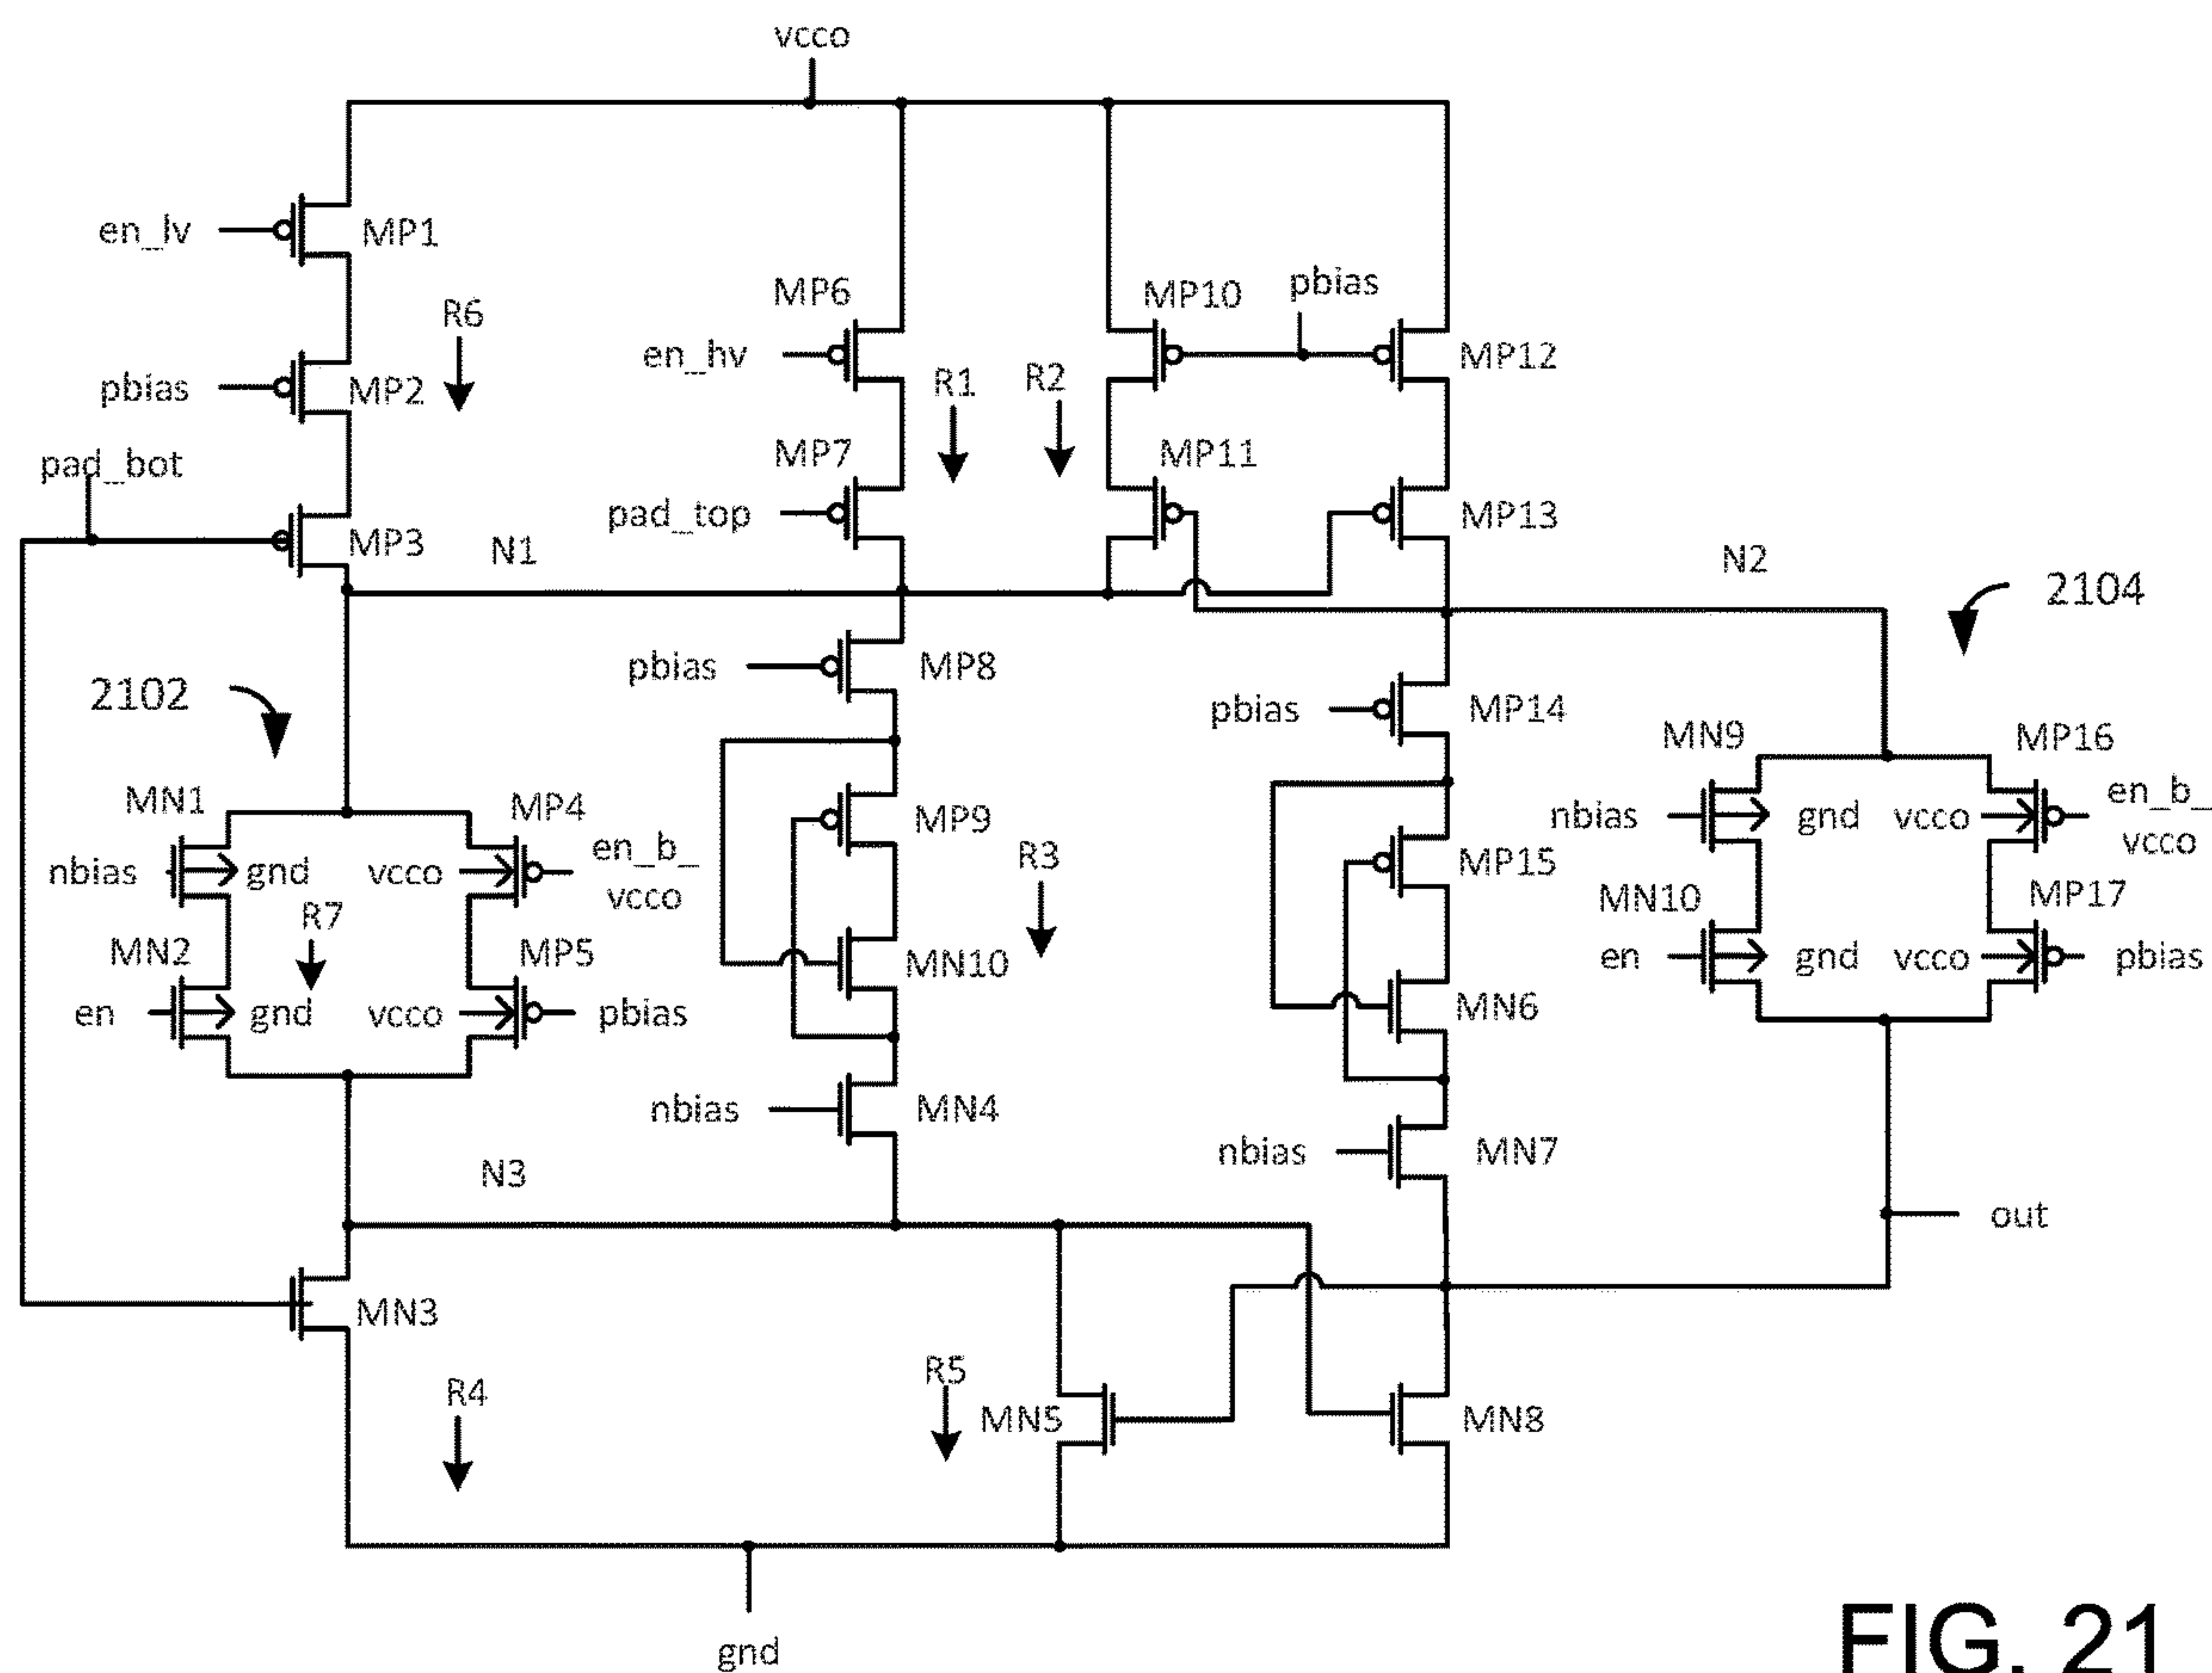 vcco
en_lv
MP1
R6
pbias
MP2
pad_bot
MP3
N1
MP6
en_hv
R1
R2
MP7
pad_top
MP10
pbias
MP12
MP11
MP13
N2
2104
2102
pbias
MP8
pbias
MP14
MN9
MP16
nbias
gnd
vcco
en_b_
vcco
MN1
MP4
nbias
gnd
vcco
en_b_
vcco
R7
MP9
R3
MP15
MN10
MP17
en
gnd
vcco
pbias
MN2
MP5
en
gnd
vcco
pbias
MN10
MN6
nbias
MN4
nbias
MN7
N3
out
MN3
R4
R5
MN5
MN8
gnd
FIG. 21